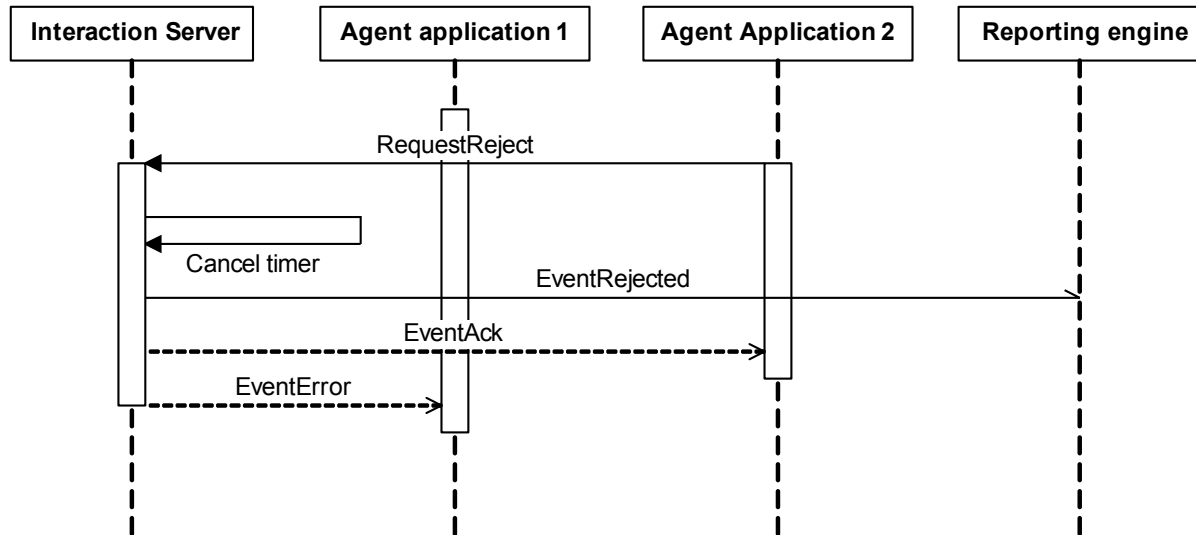 Interaction Server
Agent application 1
Agent Application 2
Reporting engine
RequestReject
Cancel timer
EventRejected
EventAck
EventError